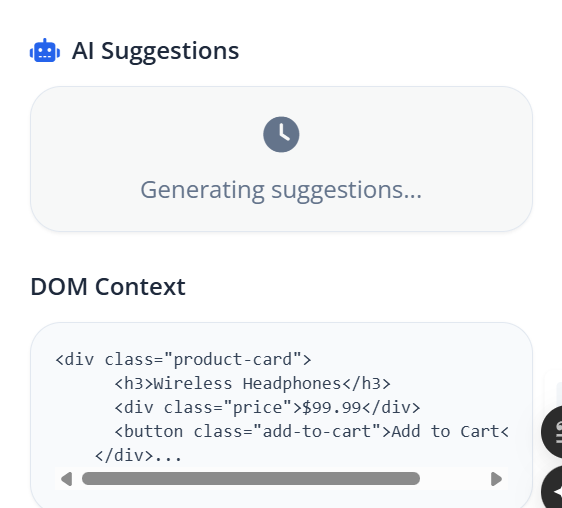 AI Suggestions
Generating suggestions...
DOM Context
<div class="product-card">
<h3>Wireless Headphones</h3>
<div class="price">$99.99</div>
<button class="add-to-cart">Add to Cart<
</div>...